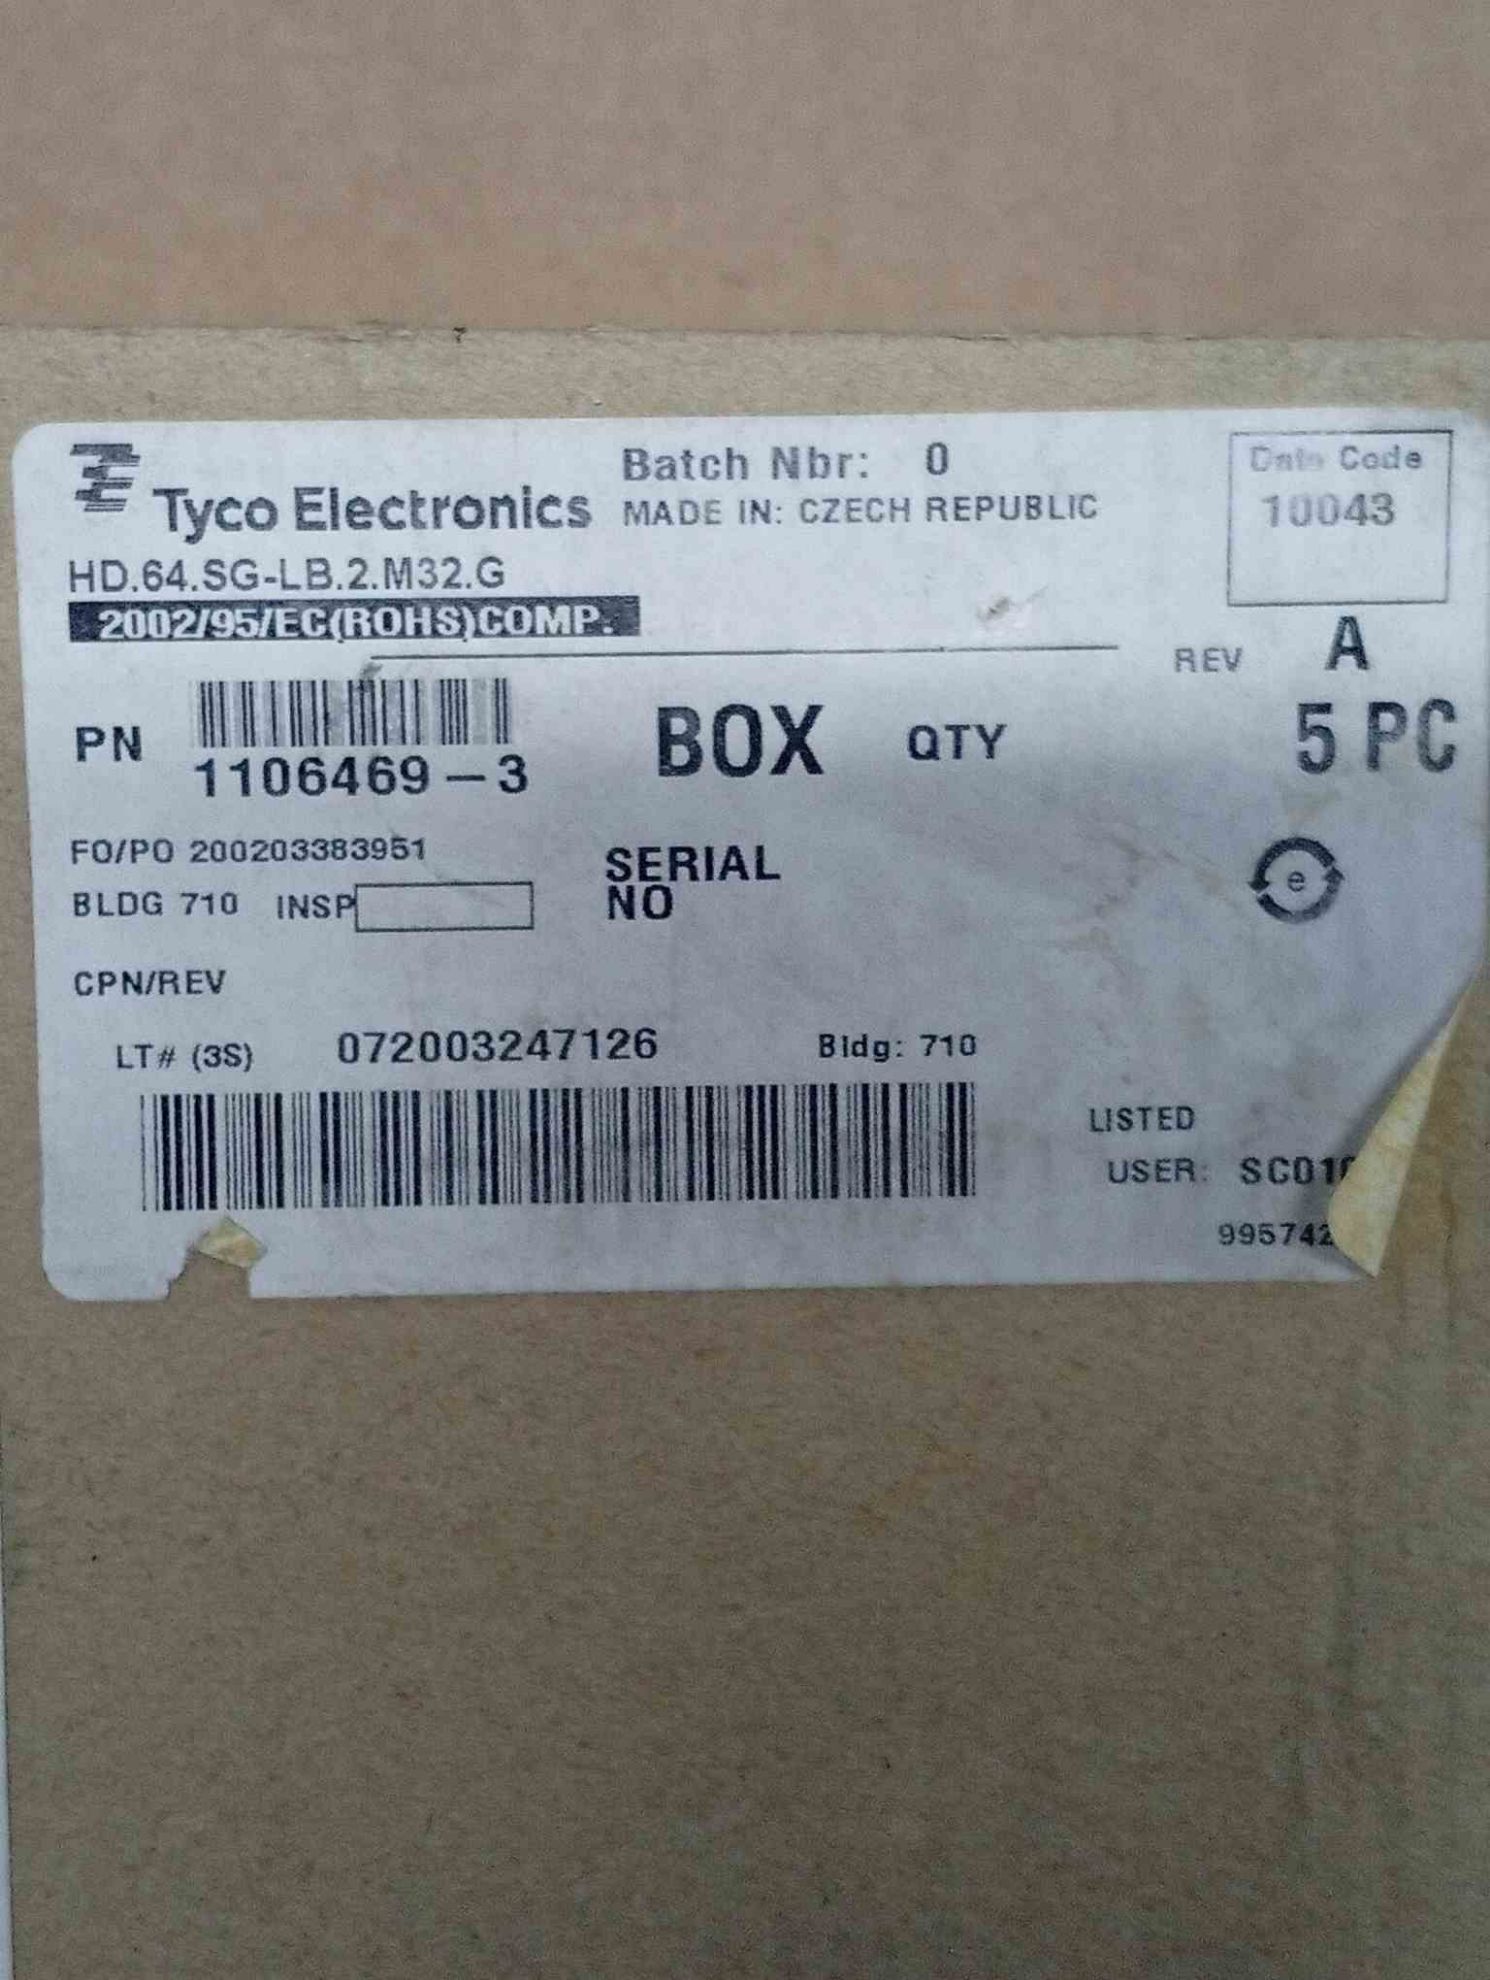 Tyco Electronics
Batch Nbr: 0
MADE IN: CZECH REPUBLIC
Date Code
10043
HD.64.SG-LB.2.M32.G
2002/95/EC(ROHS)COMP.
REV A
PN
1106469-3
BOX QTY 5 PC
FO/PO 200203383951
SERIAL
NO
e
BLDG 710 INSP
CPN/REV
LT# (3S) 072003247126 Bldg: 710
LISTED
USER: